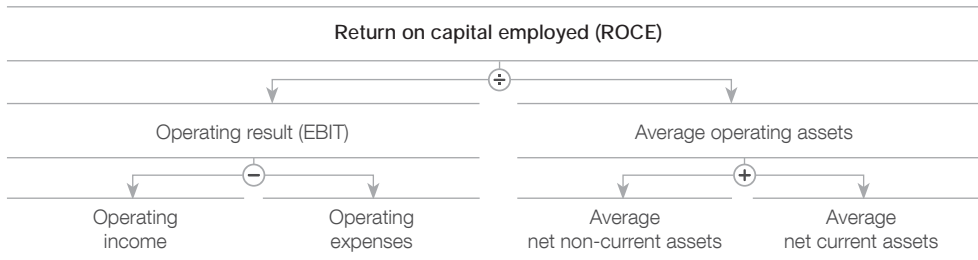 Return on capital employed (ROCE)
÷
Operating result (EBIT)
Average operating assets
−
+
Operating
income
Operating
expenses
Average
net non-current assets
Average
net current assets